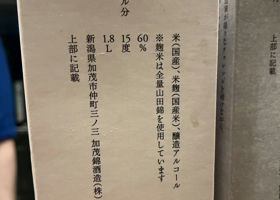 米(国産)、米麹(国産米)、醸造アルコール
※麹米は全量山田錦を使用しています
60%
15度
1.8L
新潟県加茂市仲町三ノ三 加茂錦酒造(株)
上部に記載
ル分